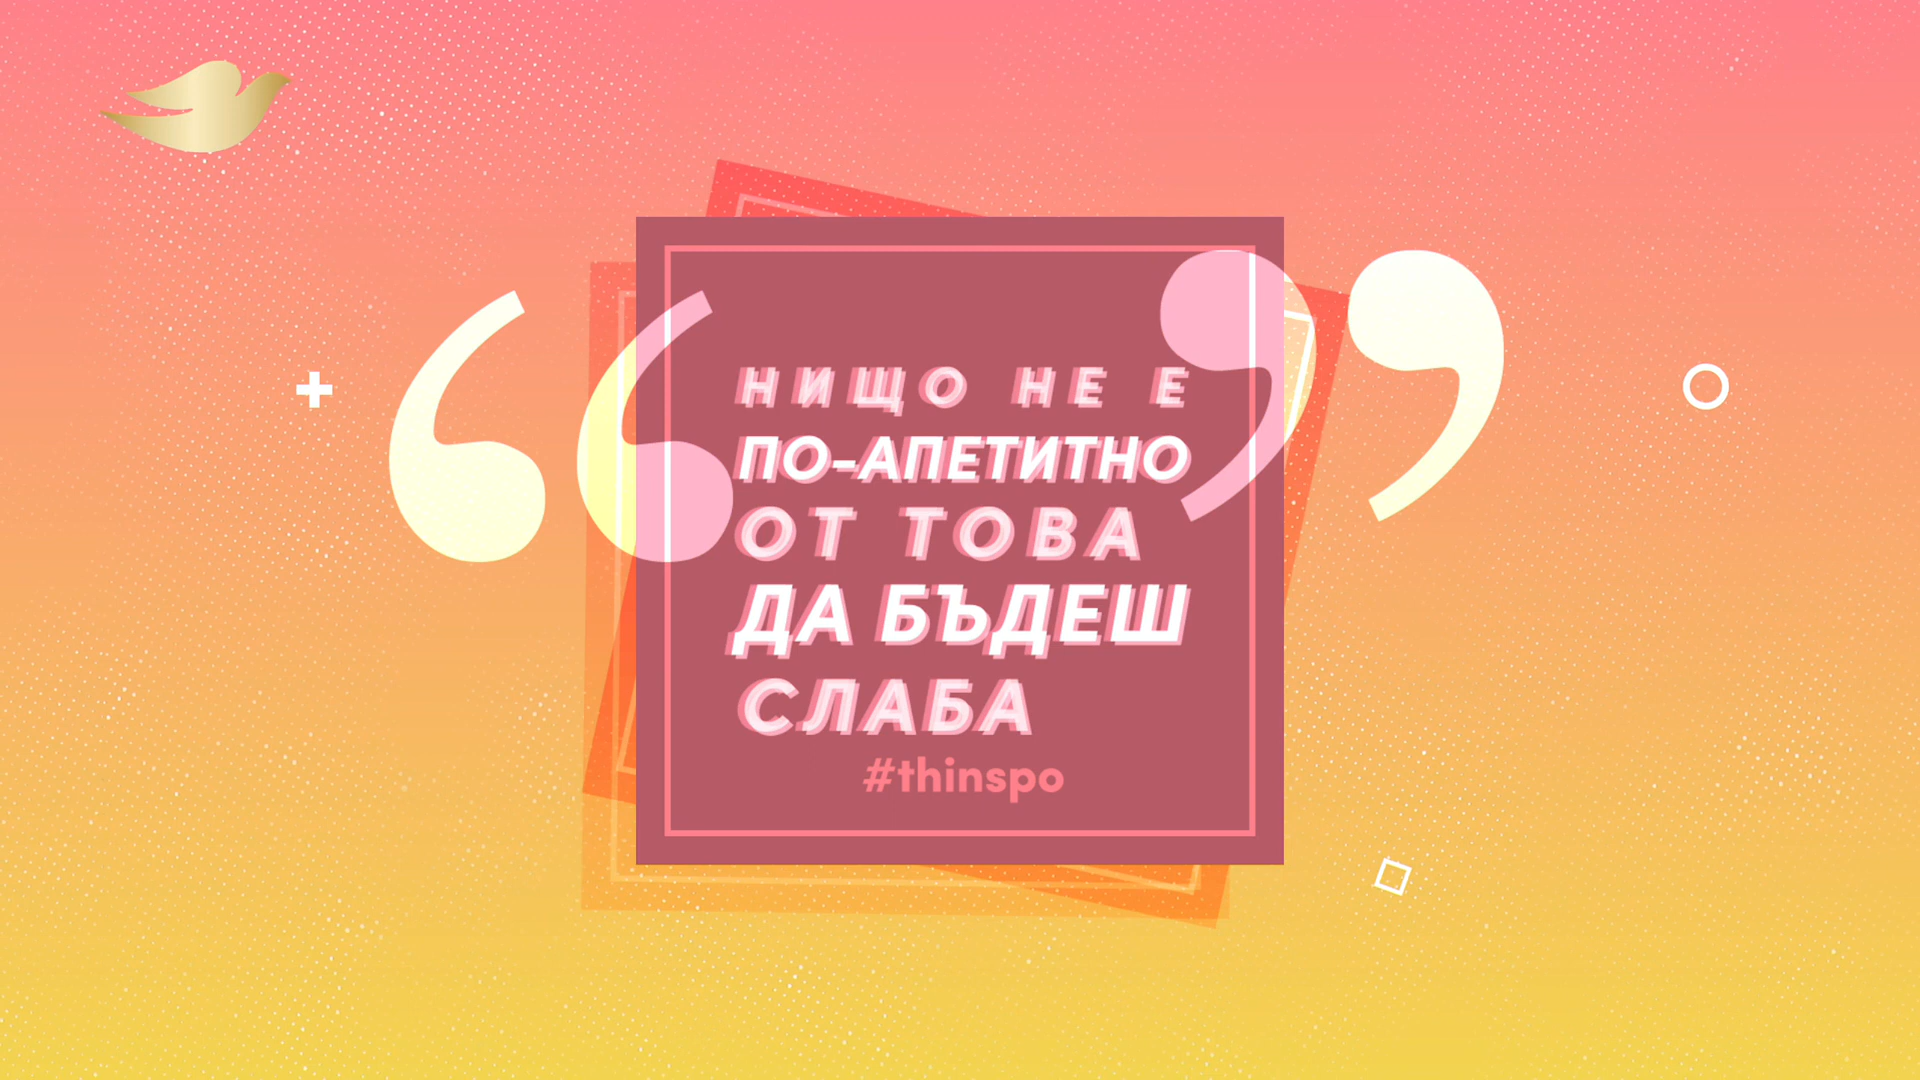 НИЩО НЕ Е
ПО-АПЕТИТНО
ОТ ТОВА
ДА БЪДЕШ
СЛАБА
#thinspo